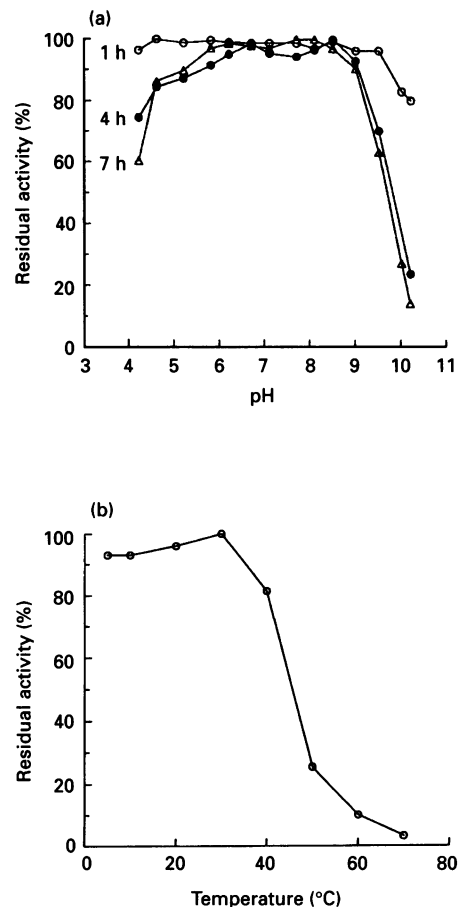 (a)
100
1 h
80
4 h
60
7 h
40
20
0
3 4 5 6 7 8 9 10 11
Residual activity (%)
pH
(b)
100
80
60
40
20
0
0 20 40 60 80
Residual activity (%)
Temperature (°C)